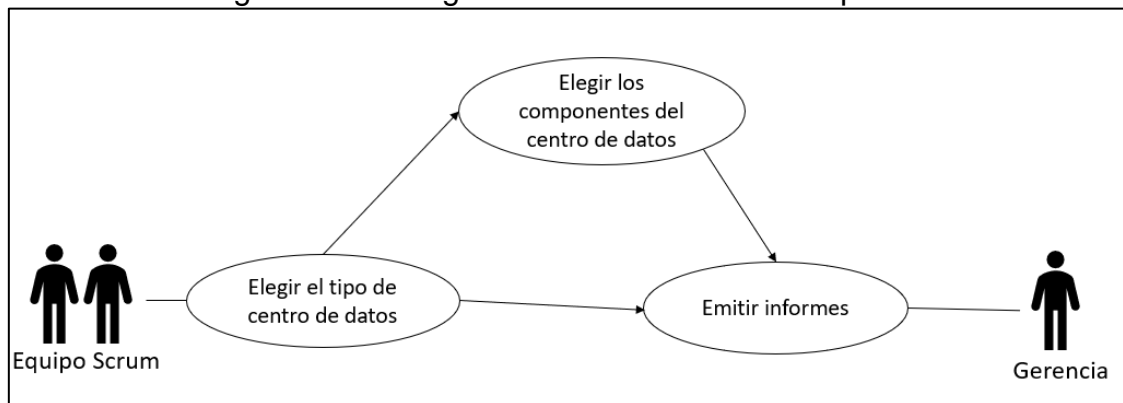 Elegir los
componentes del
centro de datos
Elegir el tipo de
centro de datos
Emitir informes
Equipo Scrum
Gerencia